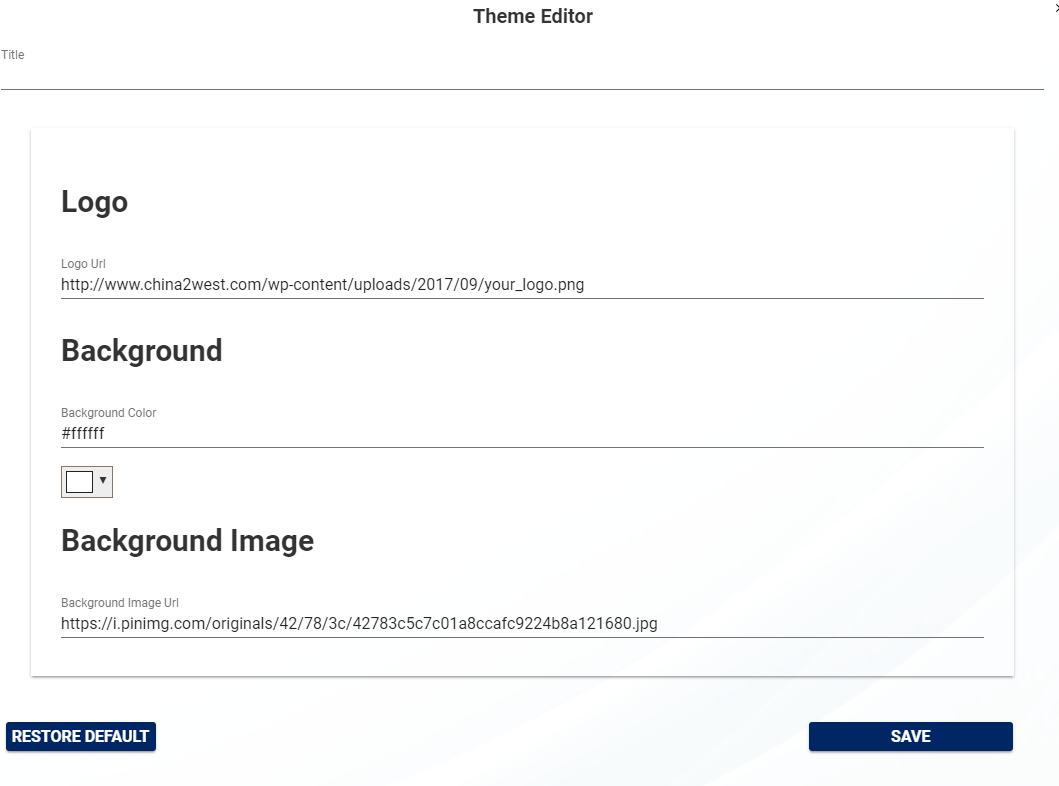 Theme Editor
Title
Logo
Logo Url
http://www.china2west.com/wp-content/uploads/2017/09/your_logo.png
Background
Background Color
#ffffff
Background Image
Background Image Url
https://i.pinimg.com/originals/42/78/3c/42783c5c7c01a8ccafc9224b8a121680.jpg
RESTORE DEFAULT
SAVE